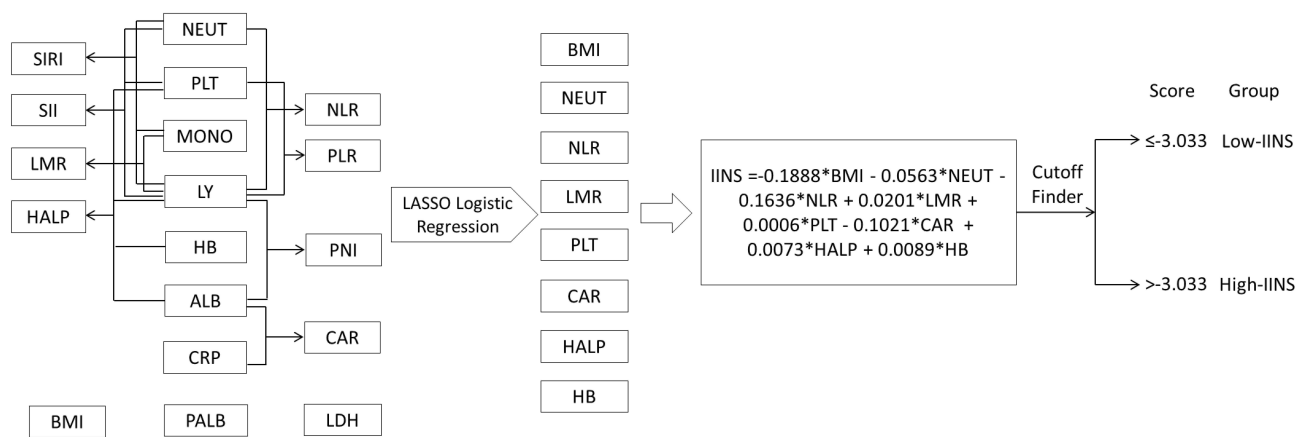 NEUT
SIRI
PLT
SII
NLR
MONO
PLR
LMR
LY
HALP
HB
PNI
ALB
CAR
CRP
BMI
PALB
LDH
LASSO Logistic
Regression
BMI
NEUT
NLR
LMR
PLT
CAR
HALP
HB
IINS =-0.1888*BMI - 0.0563*NEUT -
0.1636*NLR + 0.0201*LMR +
0.0006*PLT - 0.1021*CAR +
0.0073*HALP + 0.0089*HB
Cutoff
Finder
Score Group
≤-3.033 Low-IINS
>-3.033 High-IINS